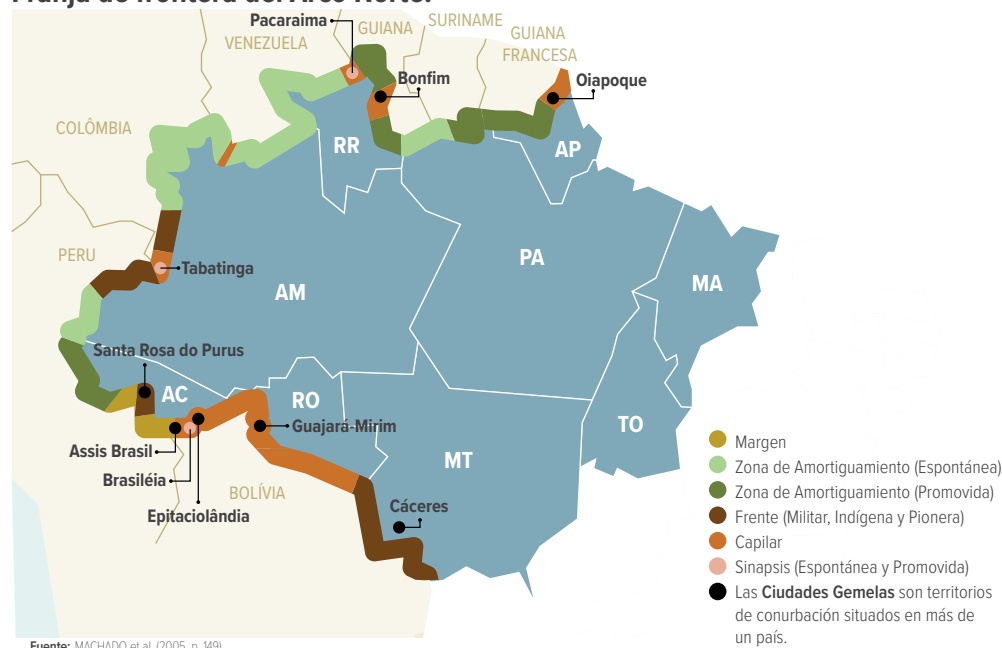 Franja de frontera del Arco Norte.
Pacaraima
SURINAME
GUIANA
GUIANA
FRANCESA
VENEZUELA
Bonfim
Oiapoque
COLÔMBIA
RR
AP
PERU
Tabatinga
PA
AM
MA
Santa Rosa do Purus
AC
RO
TO
Guajará-Mirim
Assis Brasil
MT
Brasiléia
BOLÍVIA
Cáceres
Epitaciolândia
Margen
Zona de Amortiguamiento (Espontánea)
Zona de Amortiguamiento (Promovida)
Frente (Militar, Indígena y Pionera)
Capilar
Sinapsis (Espontánea y Promovida)
Las Ciudades Gemelas son territorios
de conurbación situados en más de
un país.
Fuente: MACHADO et al. (2005, p. 149)